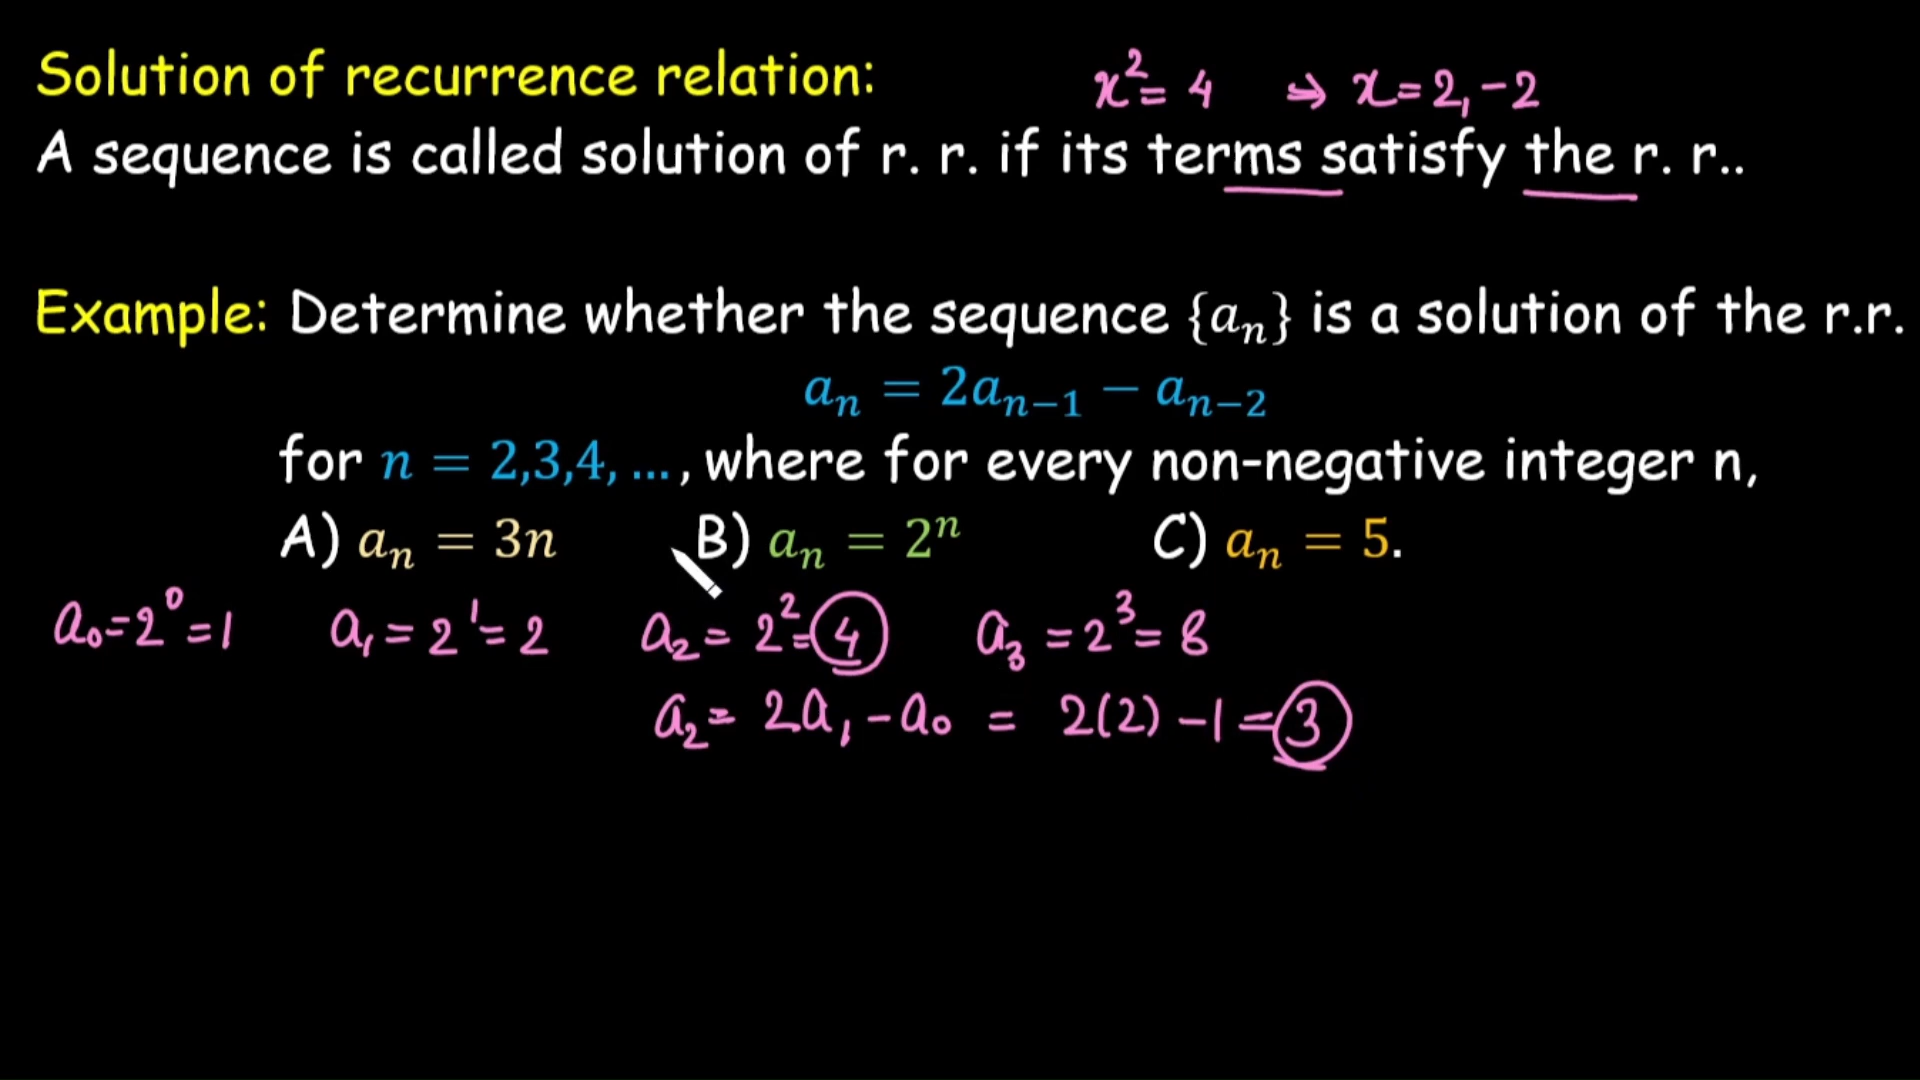 Solution of recurrence relation: x² = 4 ⇒ x = 2, -2
A sequence is called solution of r. r. if its terms satisfy the r. r..
Example: Determine whether the sequence {aₙ} is a solution of the r.r.
aₙ = 2aₙ₋₁ − aₙ₋₂
for n = 2,3,4, ... , where for every non-negative integer n,
A) aₙ = 3n B) aₙ = 2ⁿ C) aₙ = 5.
a₀ = 2⁰ = 1 a₁ = 2¹ = 2 a₂ = 2² = 4 a₃ = 2³ = 8
a₂ = 2a₁ - a₀ = 2(2) - 1 = 3